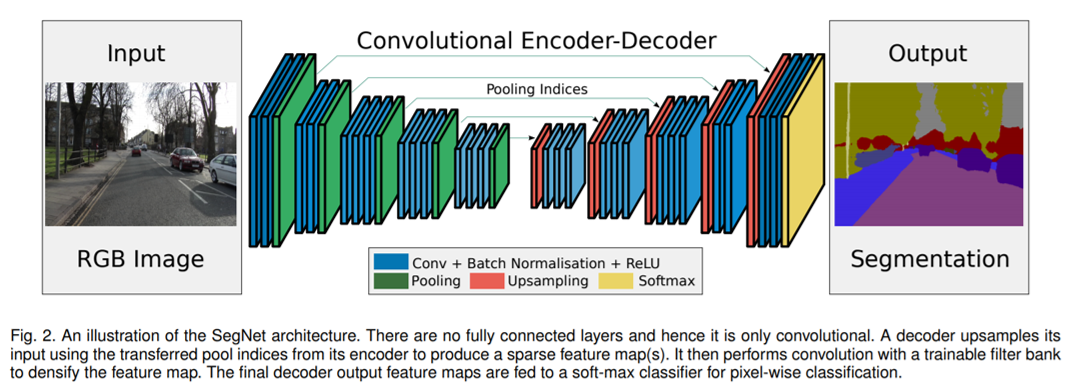 Input
Convolutional Encoder-Decoder
Output
Pooling Indices
RGB Image
Conv + Batch Normalisation + ReLU
Pooling
Upsampling
Softmax
Segmentation
Fig. 2. An illustration of the SegNet architecture. There are no fully connected layers and hence it is only convolutional. A decoder upsamples its
input using the transferred pool indices from its encoder to produce a sparse feature map(s). It then performs convolution with a trainable filter bank
to densify the feature map. The final decoder output feature maps are fed to a soft-max classifier for pixel-wise classification.